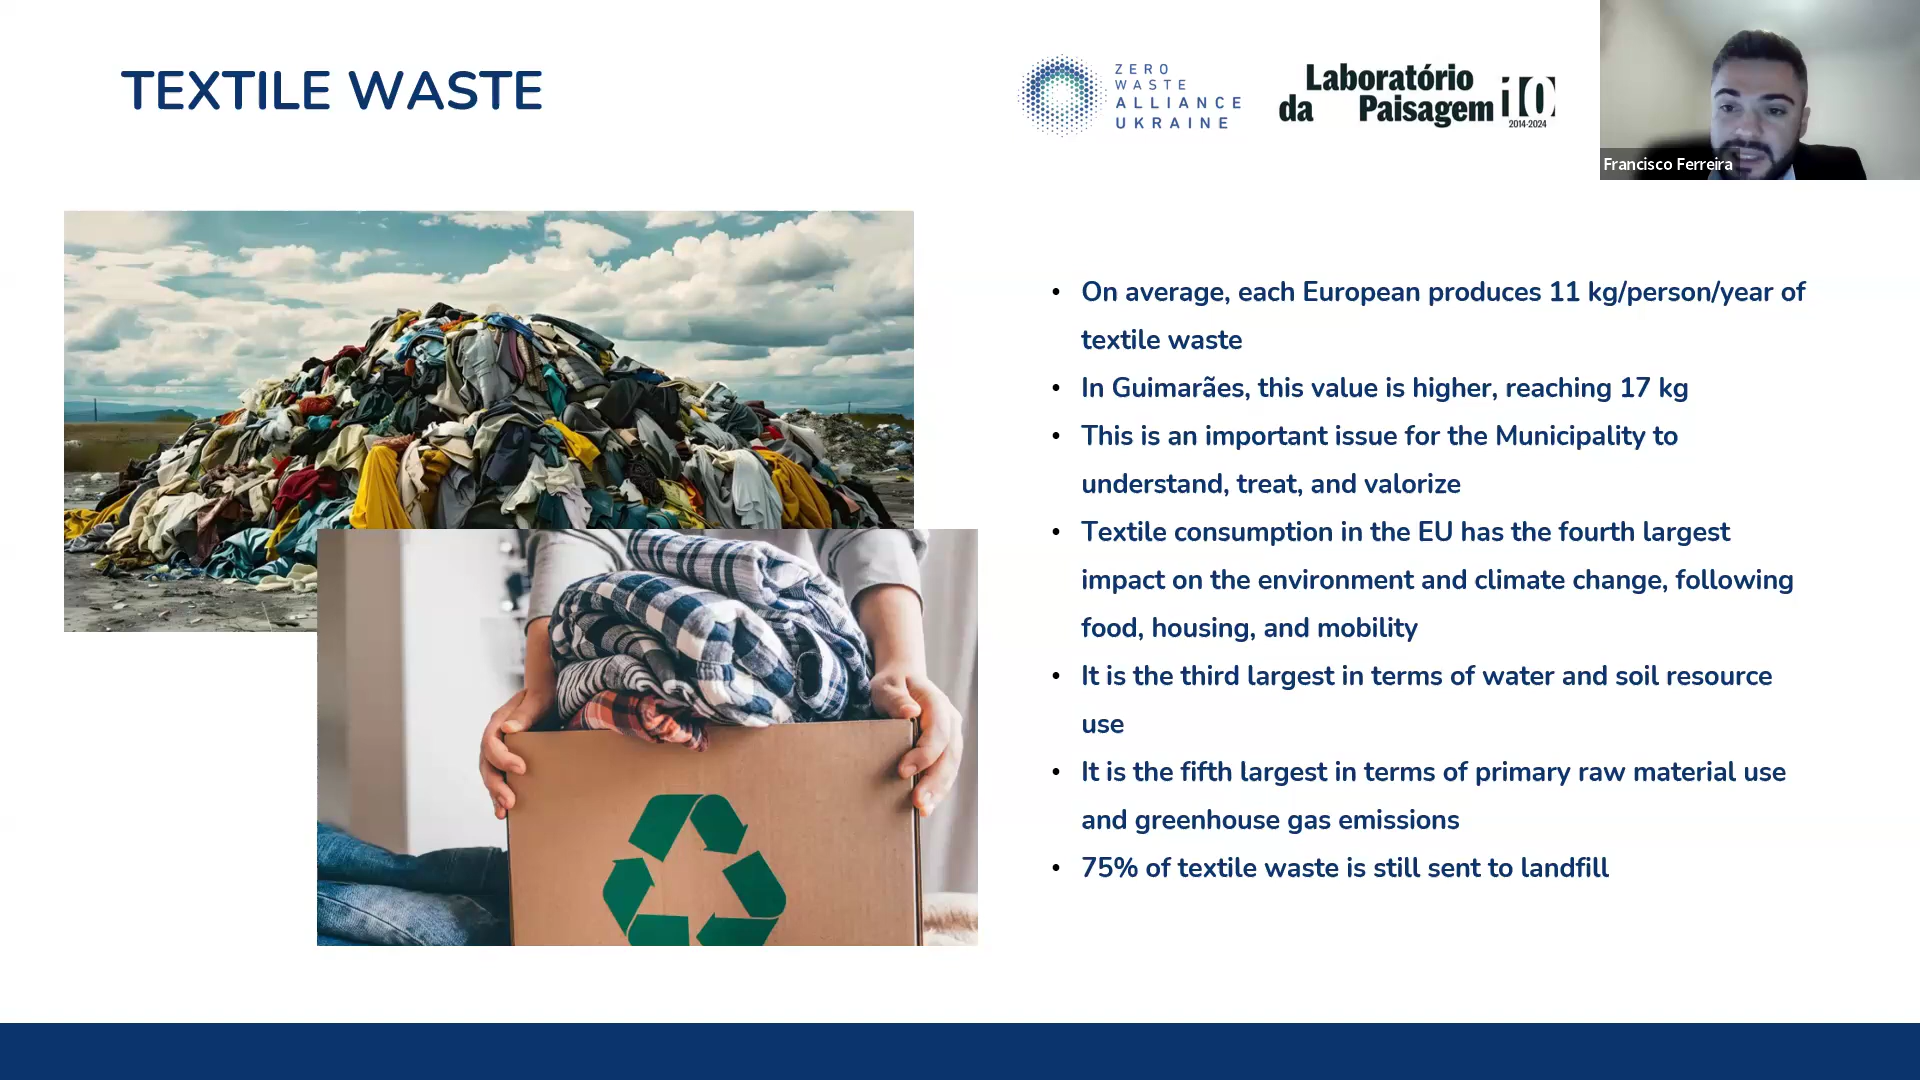 TEXTILE WASTE
ZERO
WASTE
ALLIANCE
UKRAINE
Laboratório
da Paisagem
10
2014-2024
Francisco Ferreira
• On average, each European produces 11 kg/person/year of
textile waste
• In Guimarães, this value is higher, reaching 17 kg
• This is an important issue for the Municipality to
understand, treat, and valorize
• Textile consumption in the EU has the fourth largest
impact on the environment and climate change, following
food, housing, and mobility
• It is the third largest in terms of water and soil resource
use
• It is the fifth largest in terms of primary raw material use
and greenhouse gas emissions
• 75% of textile waste is still sent to landfill